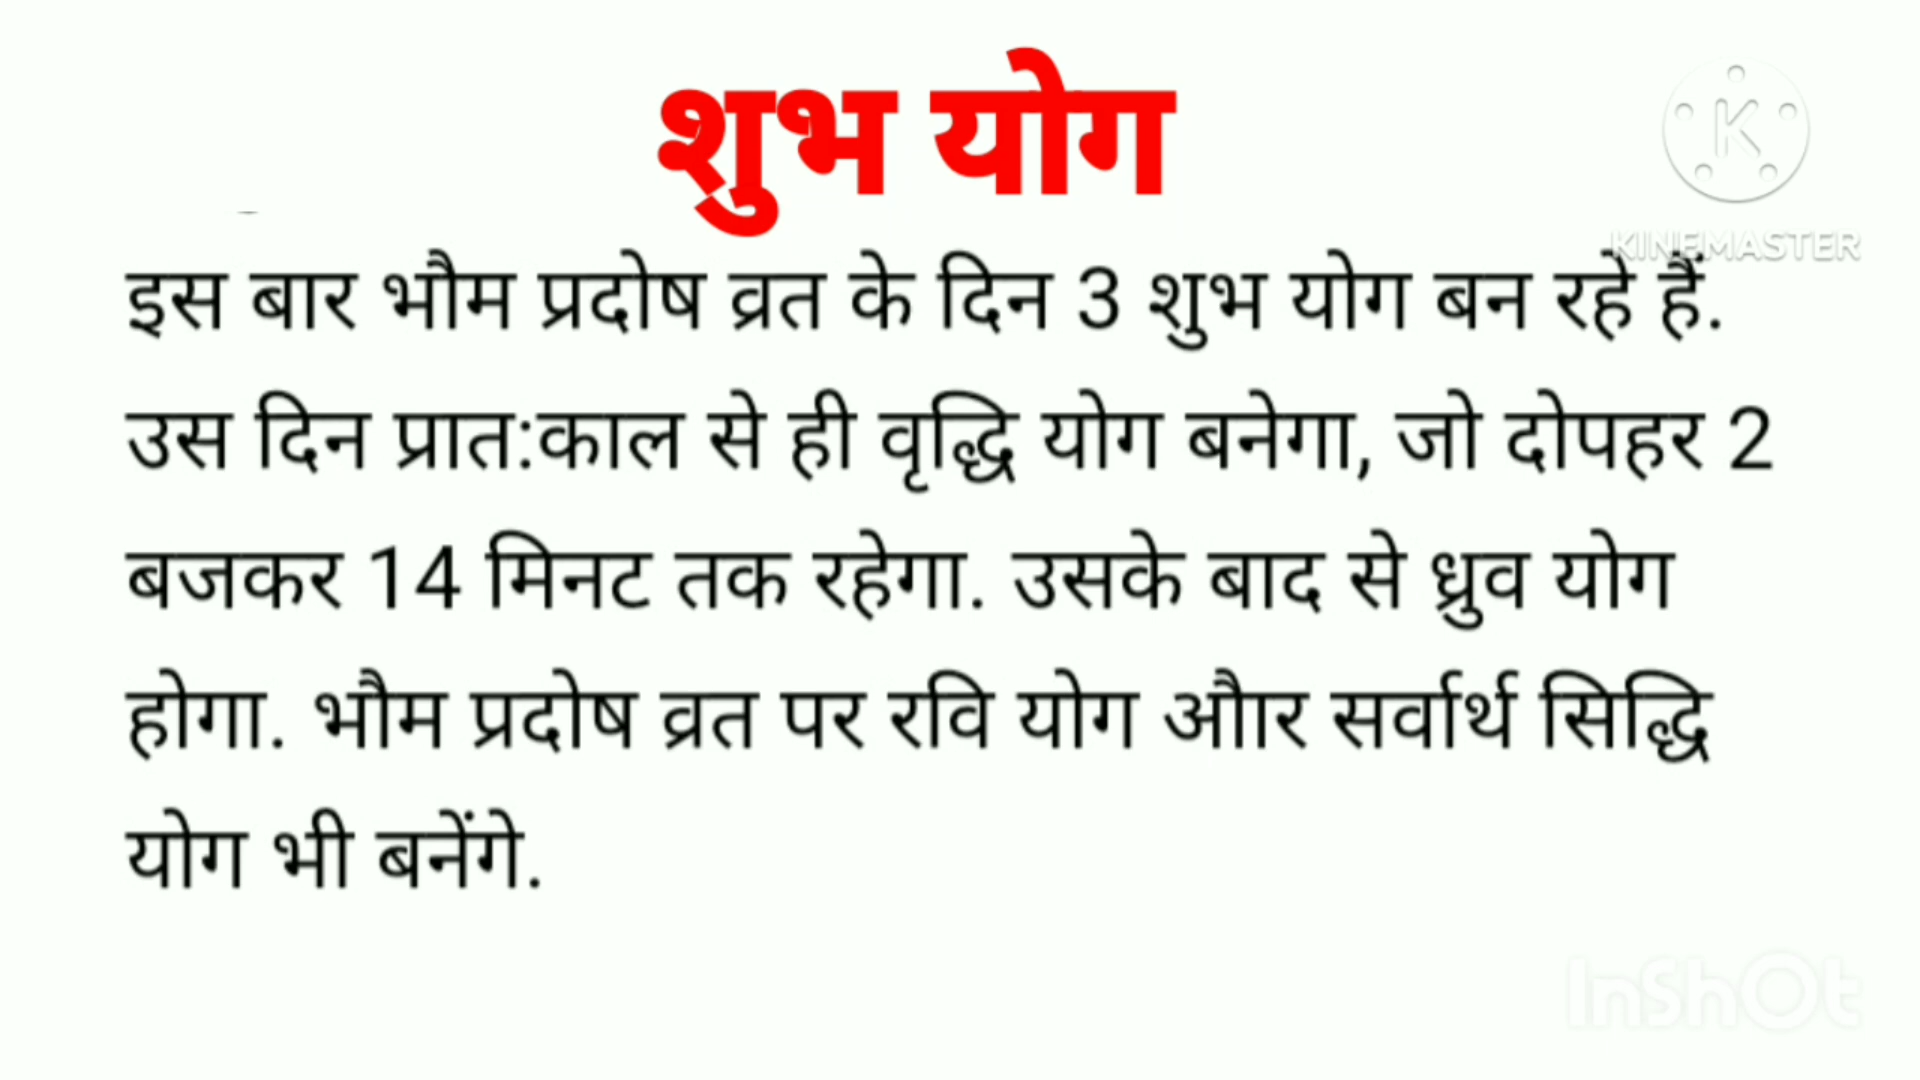 शुभ योग
K
KINEMASTER
इस बार भौम प्रदोष व्रत के दिन 3 शुभ योग बन रहे हैं.
उस दिन प्रात:काल से ही वृद्धि योग बनेगा, जो दोपहर 2
बजकर 14 मिनट तक रहेगा. उसके बाद से ध्रुव योग
होगा. भौम प्रदोष व्रत पर रवि योग औार सर्वार्थ सिद्धि
योग भी बनेंगे.
InShOt